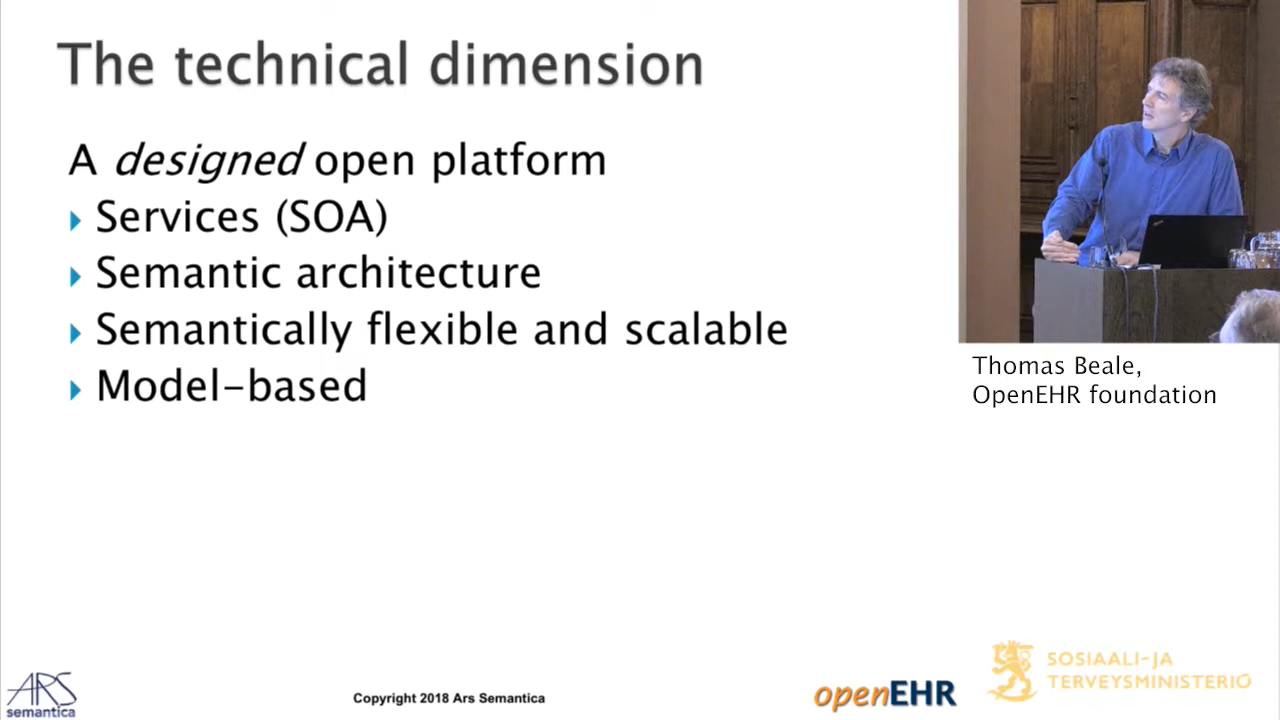 The technical dimension
A designed open platform
Services (SOA)
Semantic architecture
Semantically flexible and scalable
Model-based
Thomas Beale,
OpenEHR foundation
ARS
semantica
Copyright 2018 Ars Semantica
openEHR
SOSIAALI-JA
TERVEYSMINISTERIÖ